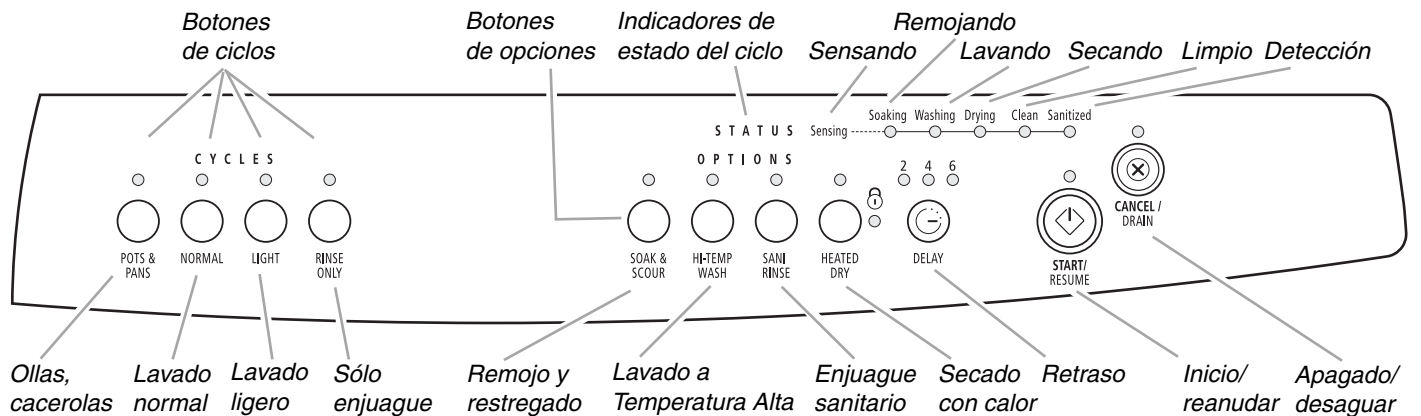 Botones
de ciclos
Botones
de opciones
Indicadores de
estado del ciclo
Sensando
Remojando
Lavando
Secando
Limpio
Detección
STATUS
Sensing
Soaking
Washing
Drying
Clean
Sanitized
CYCLES
OPTIONS
2
4
6
POTS &
PANS
NORMAL
LIGHT
RINSE
ONLY
SOAK &
SCOUR
HI-TEMP
WASH
SANI
RINSE
HEATED
DRY
DELAY
START/
RESUME
CANCEL /
DRAIN
Ollas,
cacerolas
Lavado
normal
Lavado
ligero
Sólo
enjuague
Remojo y
restregado
Lavado a
Temperatura Alta
Enjuague
sanitario
Secado
con calor
Retraso
Inicio/
reanudar
Apagado/
desaguar